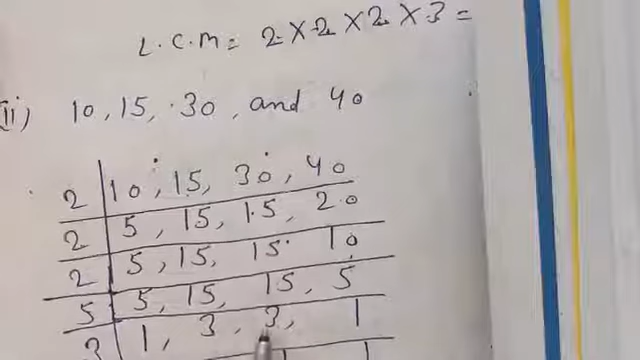 L.C.M = 2×2×2×3=
(ii) 10, 15, 30, and 40
2 | 10, 15, 30, 40
2 | 5, 15, 15, 20
2 | 5, 15, 15, 10
5 | 5, 15, 15, 5
3 | 1, 3, 3, 1